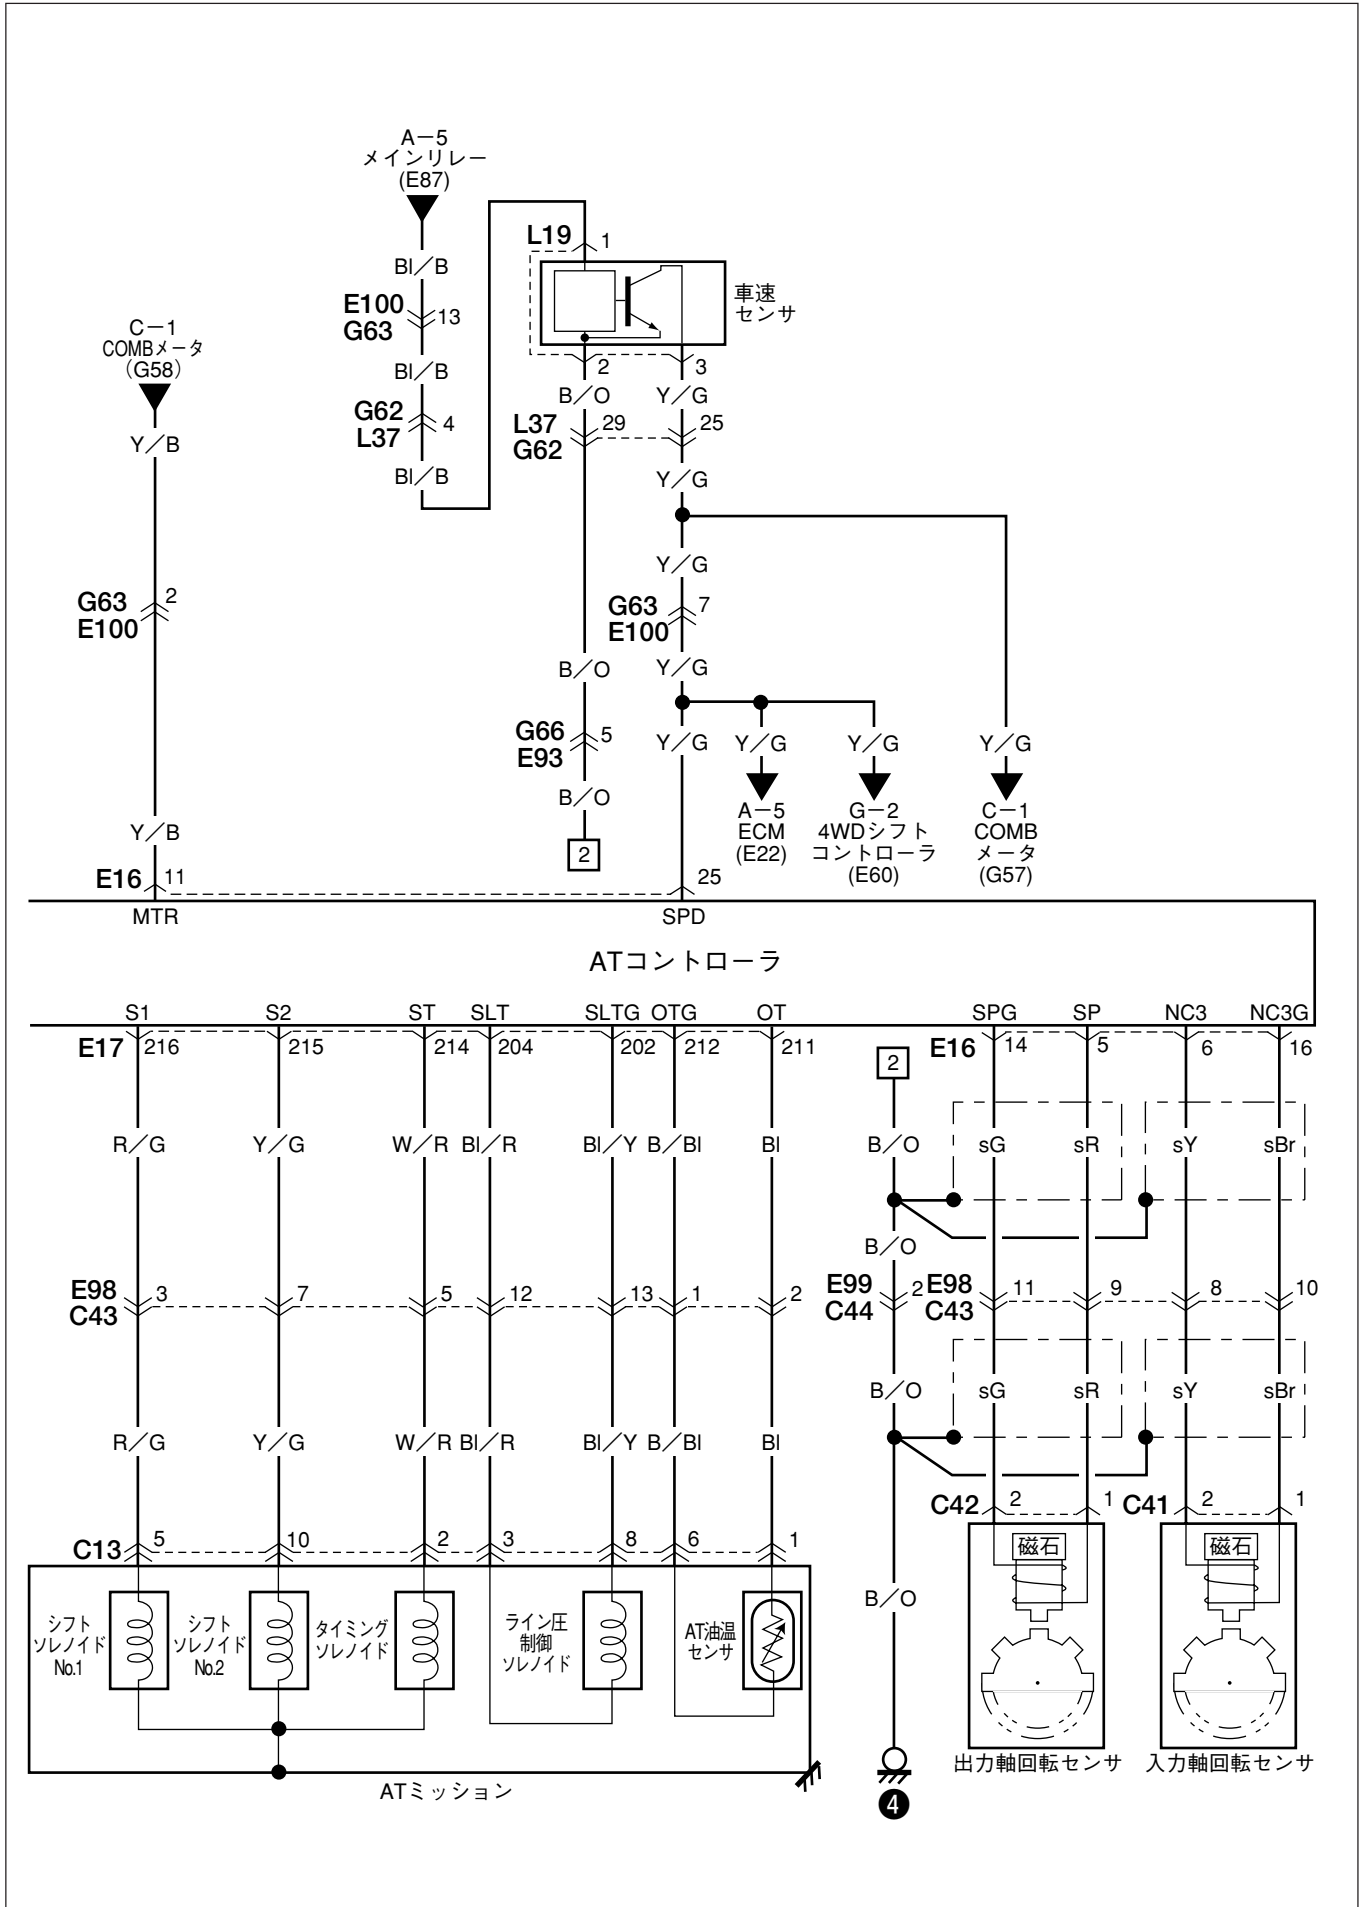 A－5
メインリレー
(E87)
Bl／B
E100
G63
13
Bl／B
G62
L37
4
Bl／B
L19
1
車速
センサ
2
3
B／O
Y／G
L37
G62
29
25
Y／G
C－1
COMBメータ
（G58）
Y／B
G63
E100
2
Y／B
Y／G
G63
E100
7
B／O
Y／G
G66
E93
5
Y／G
Y／G
Y／G
Y／G
B／O
2
A－5
ECM
(E22)
G－2
4WDシフト
コントローラ
(E60)
C－1
COMB
メータ
(G57)
E16
11
25
MTR
SPD
ATコントローラ
S1
S2
ST
SLT
SLTG
OTG
OT
SPG
SP
NC3
NC3G
E17
216
215
214
204
202
212
211
E16
14
5
6
16
2
R／G
Y／G
W／R
Bl／R
Bl／Y
B／Bl
Bl
B／O
sG
sR
sY
sBr
B／O
E98
C43
3
7
5
12
13
1
2
E99
C44
2
E98
C43
11
9
8
10
B／O
sG
sR
sY
sBr
R／G
Y／G
W／R
Bl／R
Bl／Y
B／Bl
Bl
C42
2
1
C41
2
1
C13
5
10
2
3
8
6
1
磁石
磁石
B／O
シフト
ソレノイド
No.1
シフト
ソレノイド
No.2
タイミング
ソレノイド
ライン圧
制御
ソレノイド
AT油温
センサ
出力軸回転センサ
入力軸回転センサ
ATミッション
4